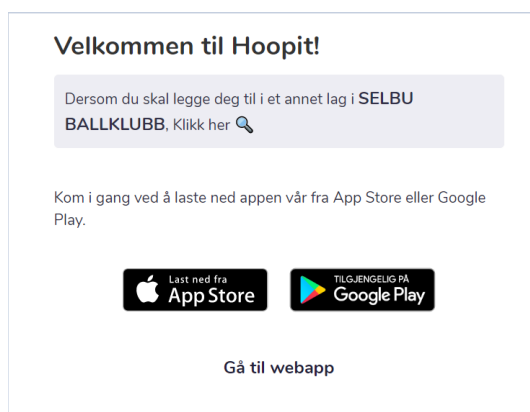 Velkommen til Hoopit!
Dersom du skal legge deg til i et annet lag i SELBU
BALLKLUBB, Klikk her
Kom i gang ved å laste ned appen vår fra App Store eller Google
Play.
Last ned fra
App Store
TILGJENGELIG PÅ
Google Play
Gå til webapp